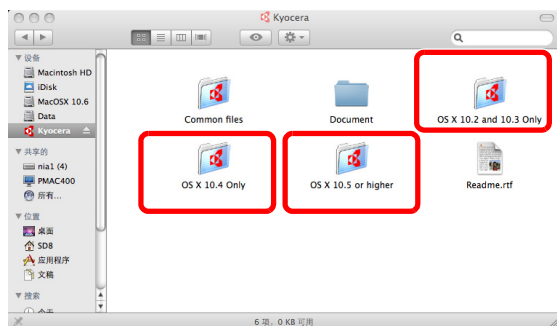 Kyocera
设备
Macintosh HD
iDisk
MacOSX 10.6
Data
Kyocera
共享的
nia1 (4)
PMAC400
所有...
位置
桌面
SD8
应用程序
文稿
搜索
今天
Common files
Document
OS X 10.2 and 10.3 Only
OS X 10.4 Only
OS X 10.5 or higher
Readme.rtf
6 项，0 KB 可用